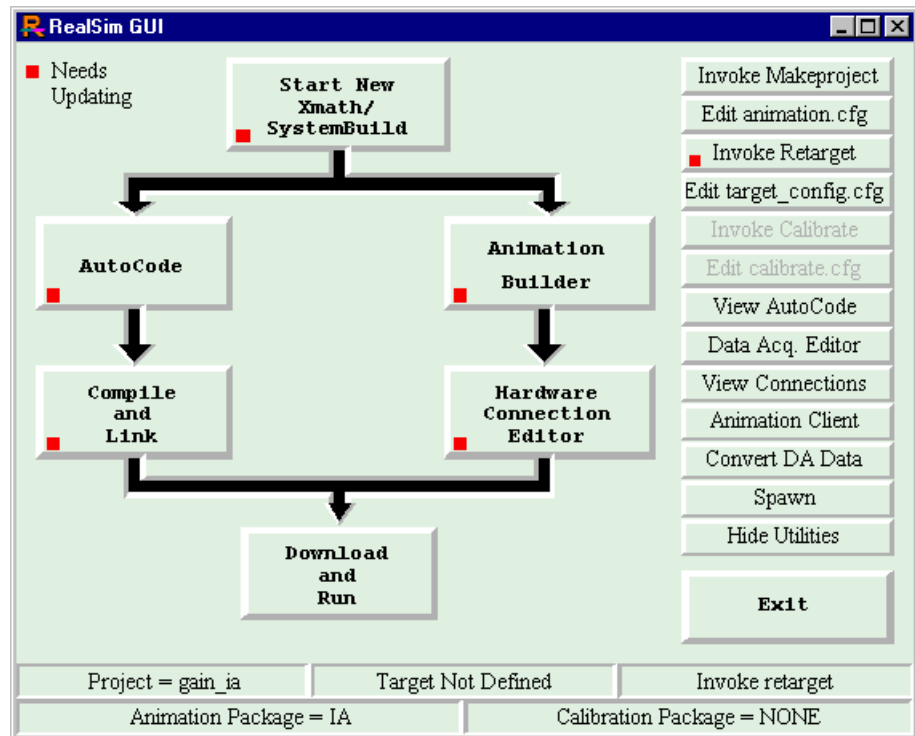 RealSim GUI
Needs
Updating
Start New
Xmath/
SystemBuild
AutoCode
Animation
Builder
Compile
and
Link
Hardware
Connection
Editor
Download
and
Run
Invoke Makeproject
Edit animation.cfg
Invoke Retarget
Edit target_config.cfg
Invoke Calibrate
Edit calibrate.cfg
View AutoCode
Data Acq. Editor
View Connections
Animation Client
Convert DA Data
Spawn
Hide Utilities
Exit
Project = gain_ia
Target Not Defined
Invoke retarget
Animation Package = IA
Calibration Package = NONE